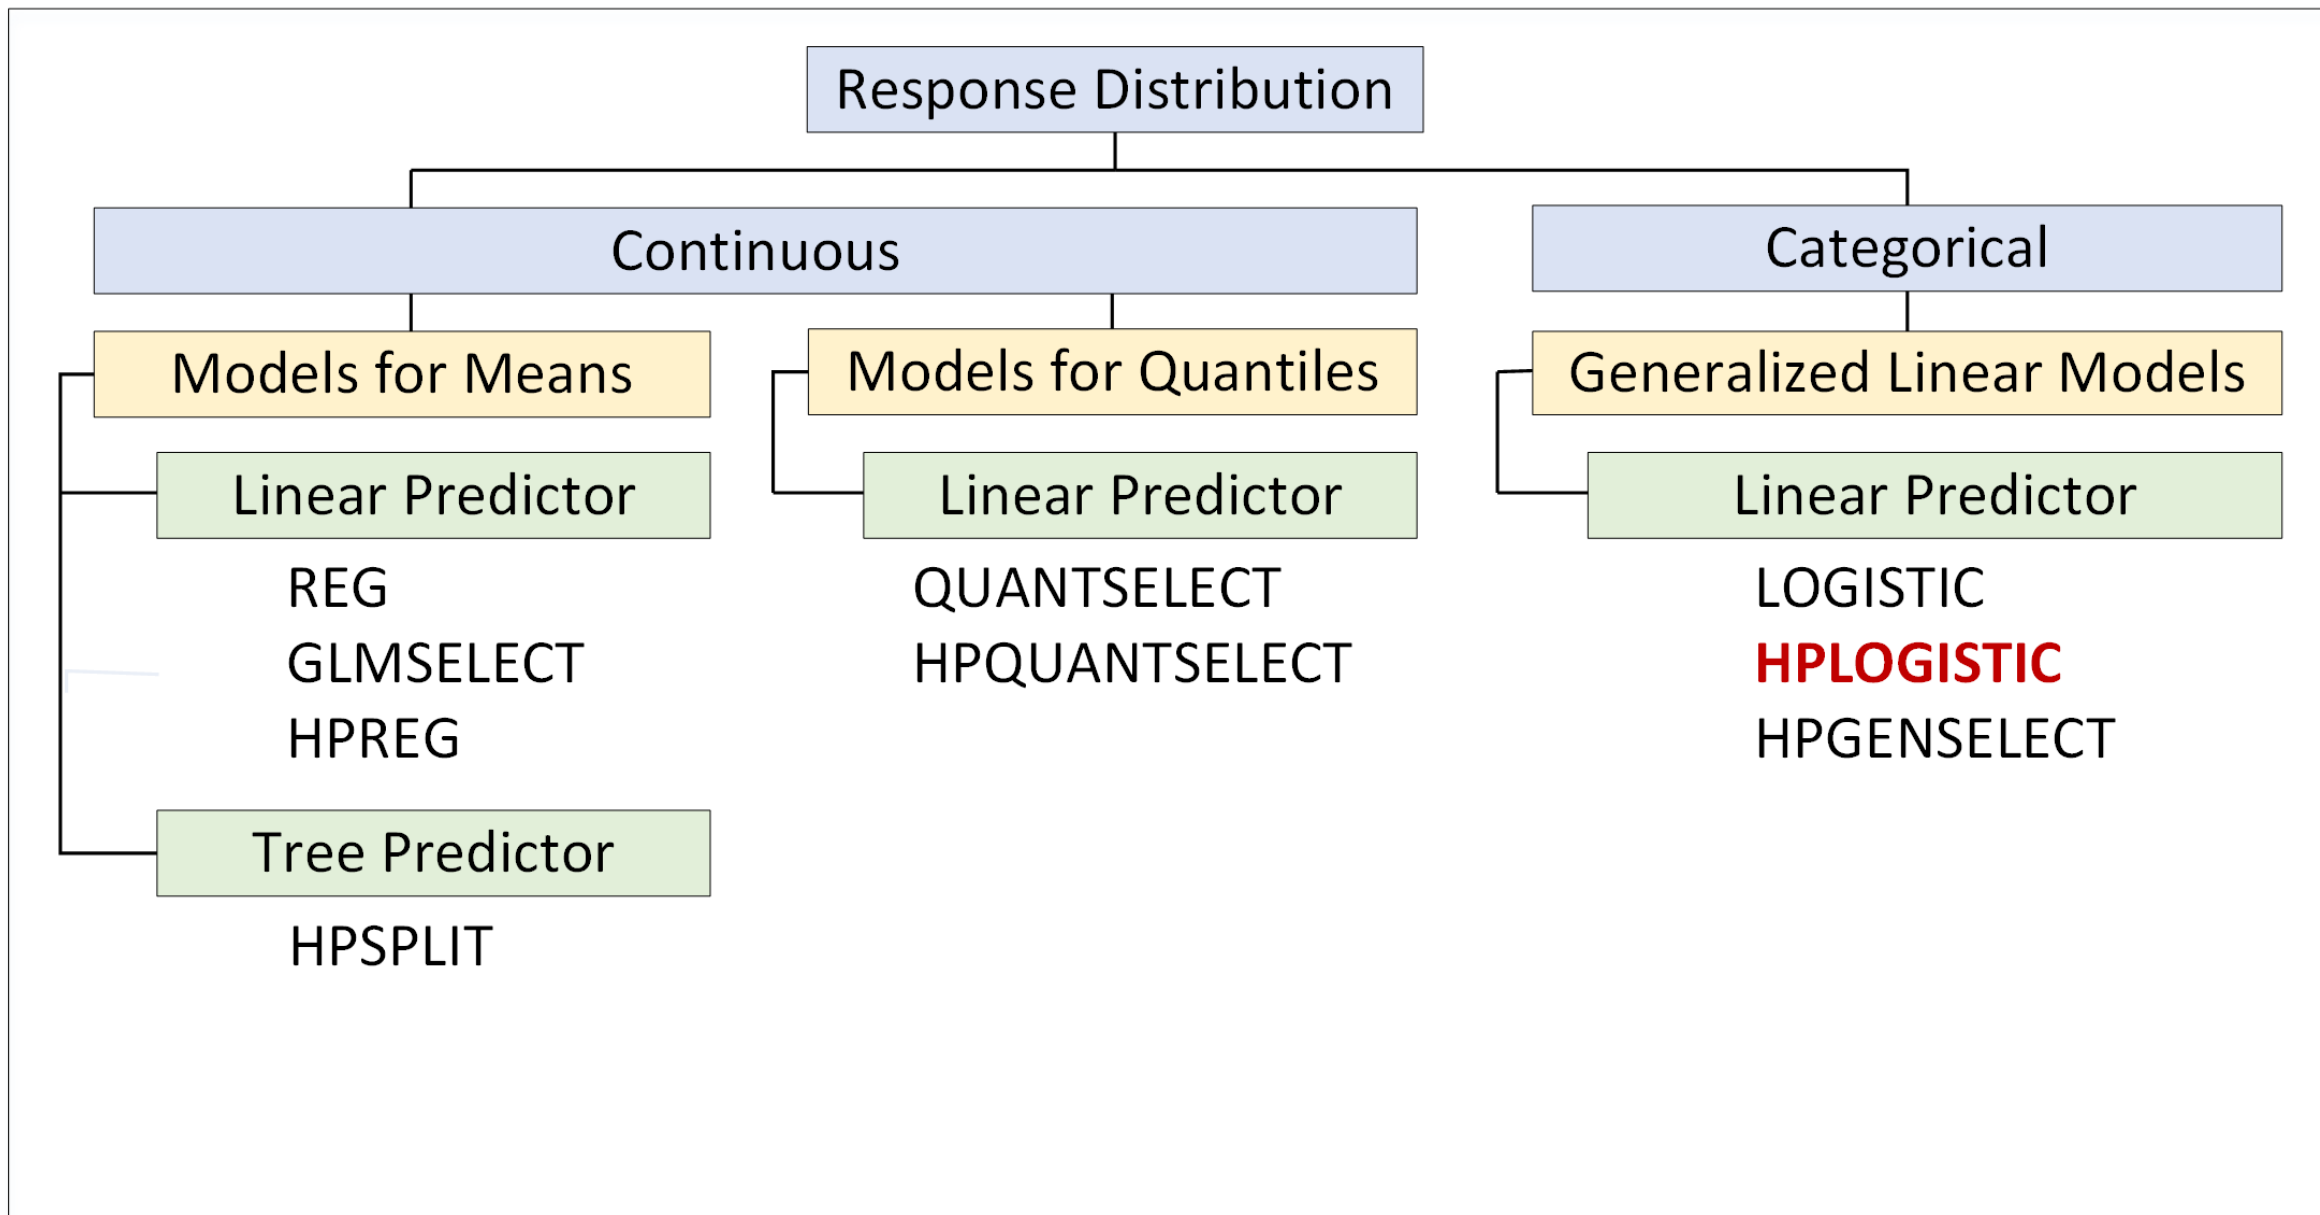 Response Distribution
Continuous
Categorical
Models for Means
Models for Quantiles
Generalized Linear Models
Linear Predictor
Linear Predictor
Linear Predictor
REG
QUANTSELECT
LOGISTIC
GLMSELECT
HPQUANTSELECT
HPLOGISTIC
HPREG
HPGENSELECT
Tree Predictor
HPSPLIT